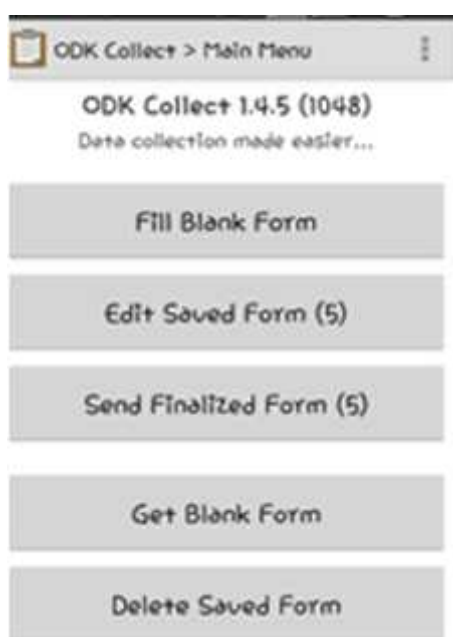 ODK Collect > Main Menu
ODK Collect 1.4.5 (1048)
Data collection made easier...
Fill Blank Form
Edit Saved Form (5)
Send Finalized Form (5)
Get Blank Form
Delete Saved Form